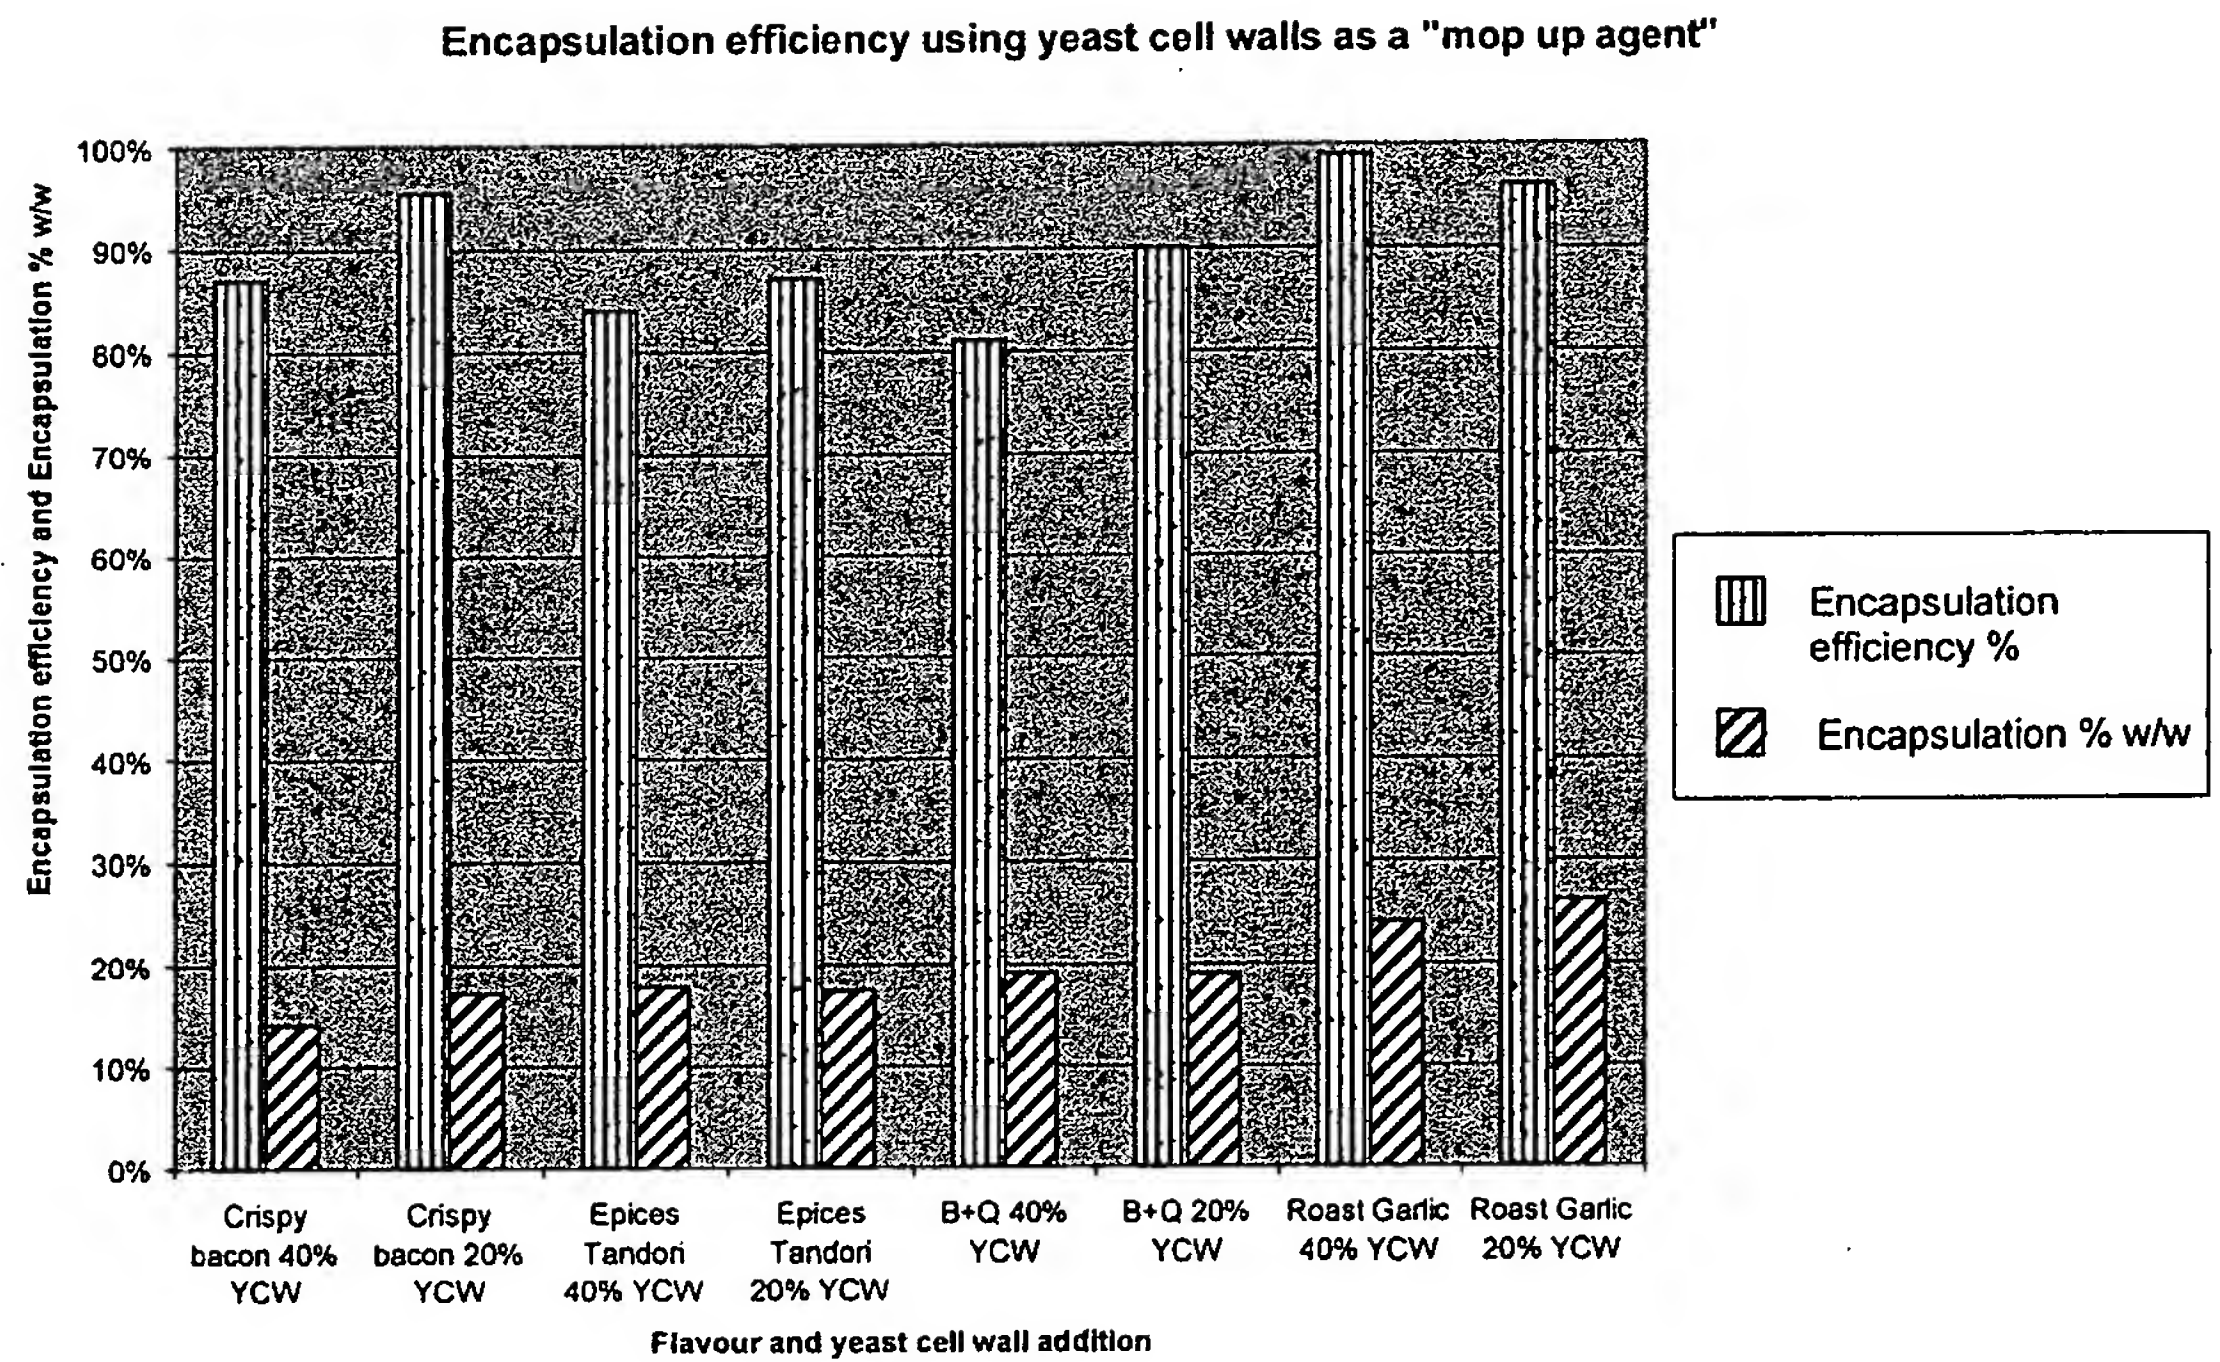 Encapsulation efficiency using yeast cell walls as a "mop up agent"
Encapsulation efficiency and Encapsulation % w/w
100%
90%
80%
70%
60%
50%
40%
30%
20%
10%
0%
Crispy
bacon 40%
YCW
Crispy
bacon 20%
YCW
Epices
Tandori
40% YCW
Epices
Tandori
20% YCW
B+Q 40%
YCW
B+Q 20%
YCW
Roast Garlic
40% YCW
Roast Garlic
20% YCW
Flavour and yeast cell wall addition
Encapsulation
efficiency %
Encapsulation % w/w